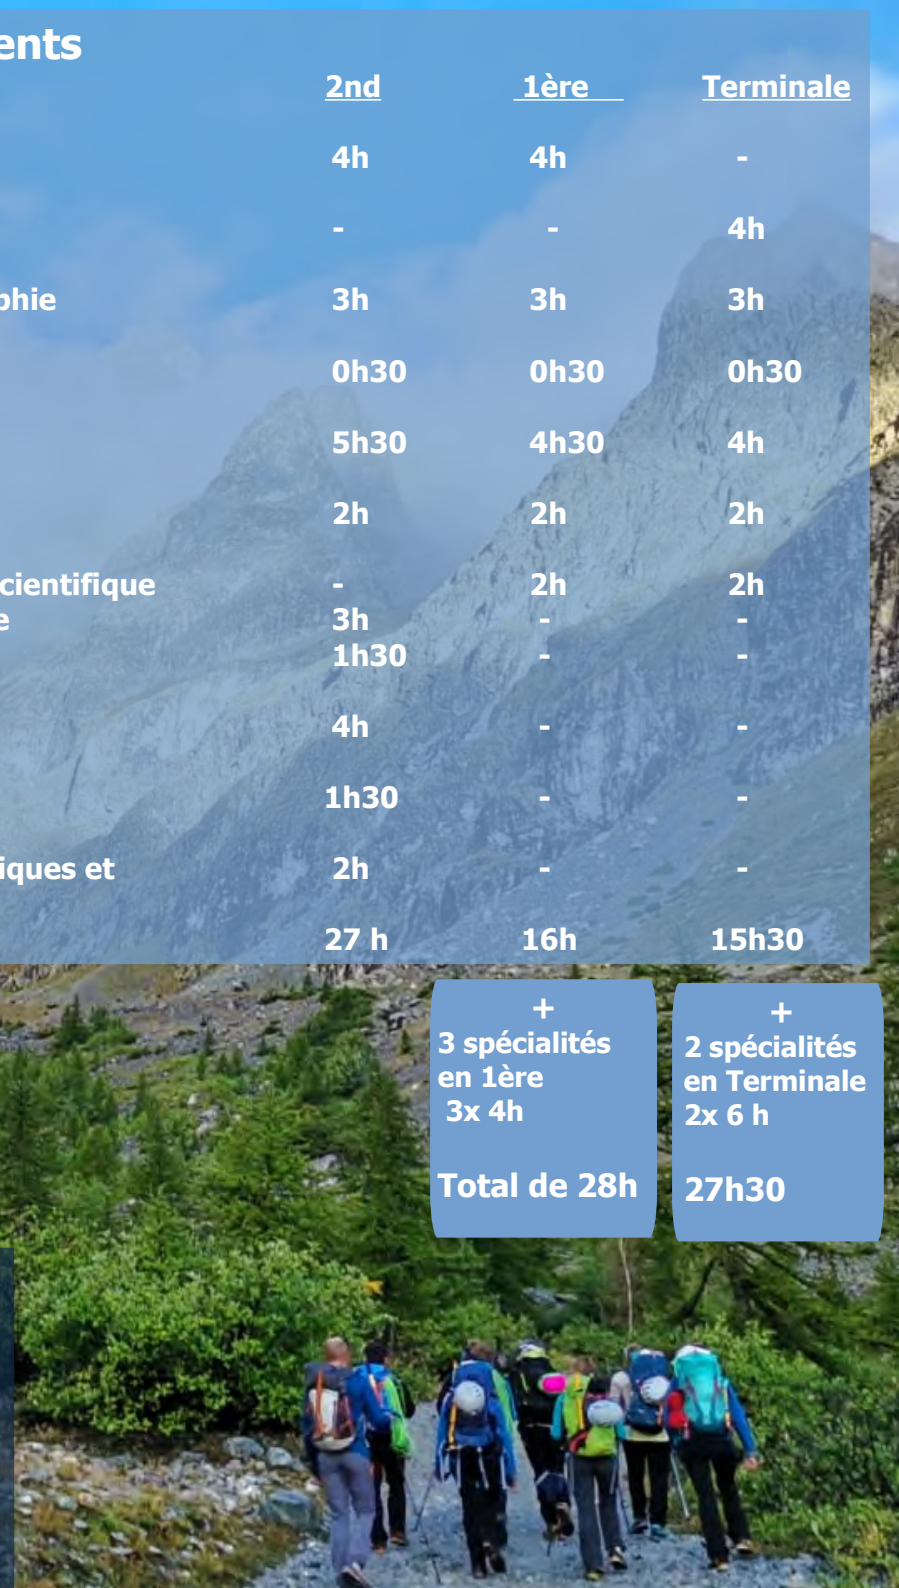 ents
2nd 1ère Terminale
4h 4h -
- - 4h
phie 3h 3h 3h
0h30 0h30 0h30
5h30 4h30 4h
2h 2h 2h
cientifique - 2h 2h
e 3h - -
1h30 - -
4h - -
1h30 - -
iques et 2h - -
27 h 16h 15h30
+
3 spécialités
en 1ère
3x 4h
Total de 28h
+
2 spécialités
en Terminale
2x 6 h
27h30